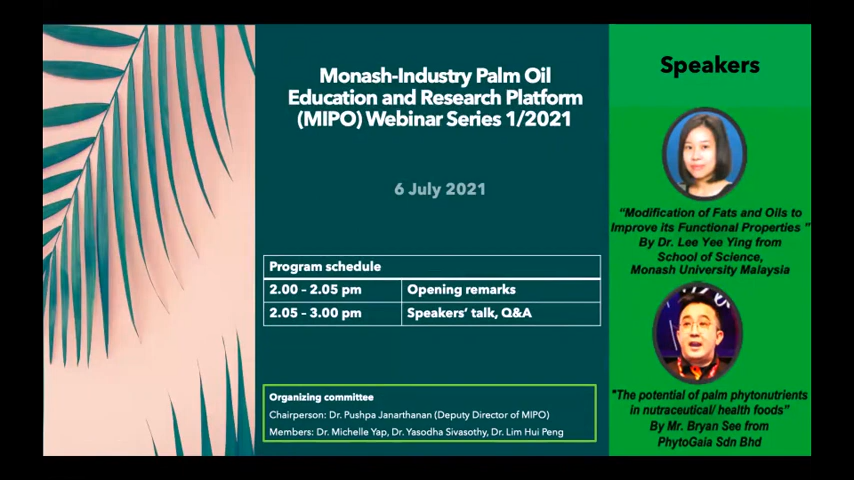 Monash-Industry Palm Oil
Education and Research Platform
(MIPO) Webinar Series 1/2021
6 July 2021
Program schedule
2.00 – 2.05 pm Opening remarks
2.05 – 3.00 pm Speakers' talk, Q&A
Organizing committee
Chairperson: Dr. Pushpa Janarthanan (Deputy Director of MIPO)
Members: Dr. Michelle Yap, Dr. Yasodha Sivasothy, Dr. Lim Hui Peng
Speakers
“Modification of Fats and Oils to
Improve its Functional Properties ”
By Dr. Lee Yee Ying from
School of Science,
Monash University Malaysia
"The potential of palm phytonutrients
in nutraceutical/ health foods”
By Mr. Bryan See from
PhytoGaia Sdn Bhd